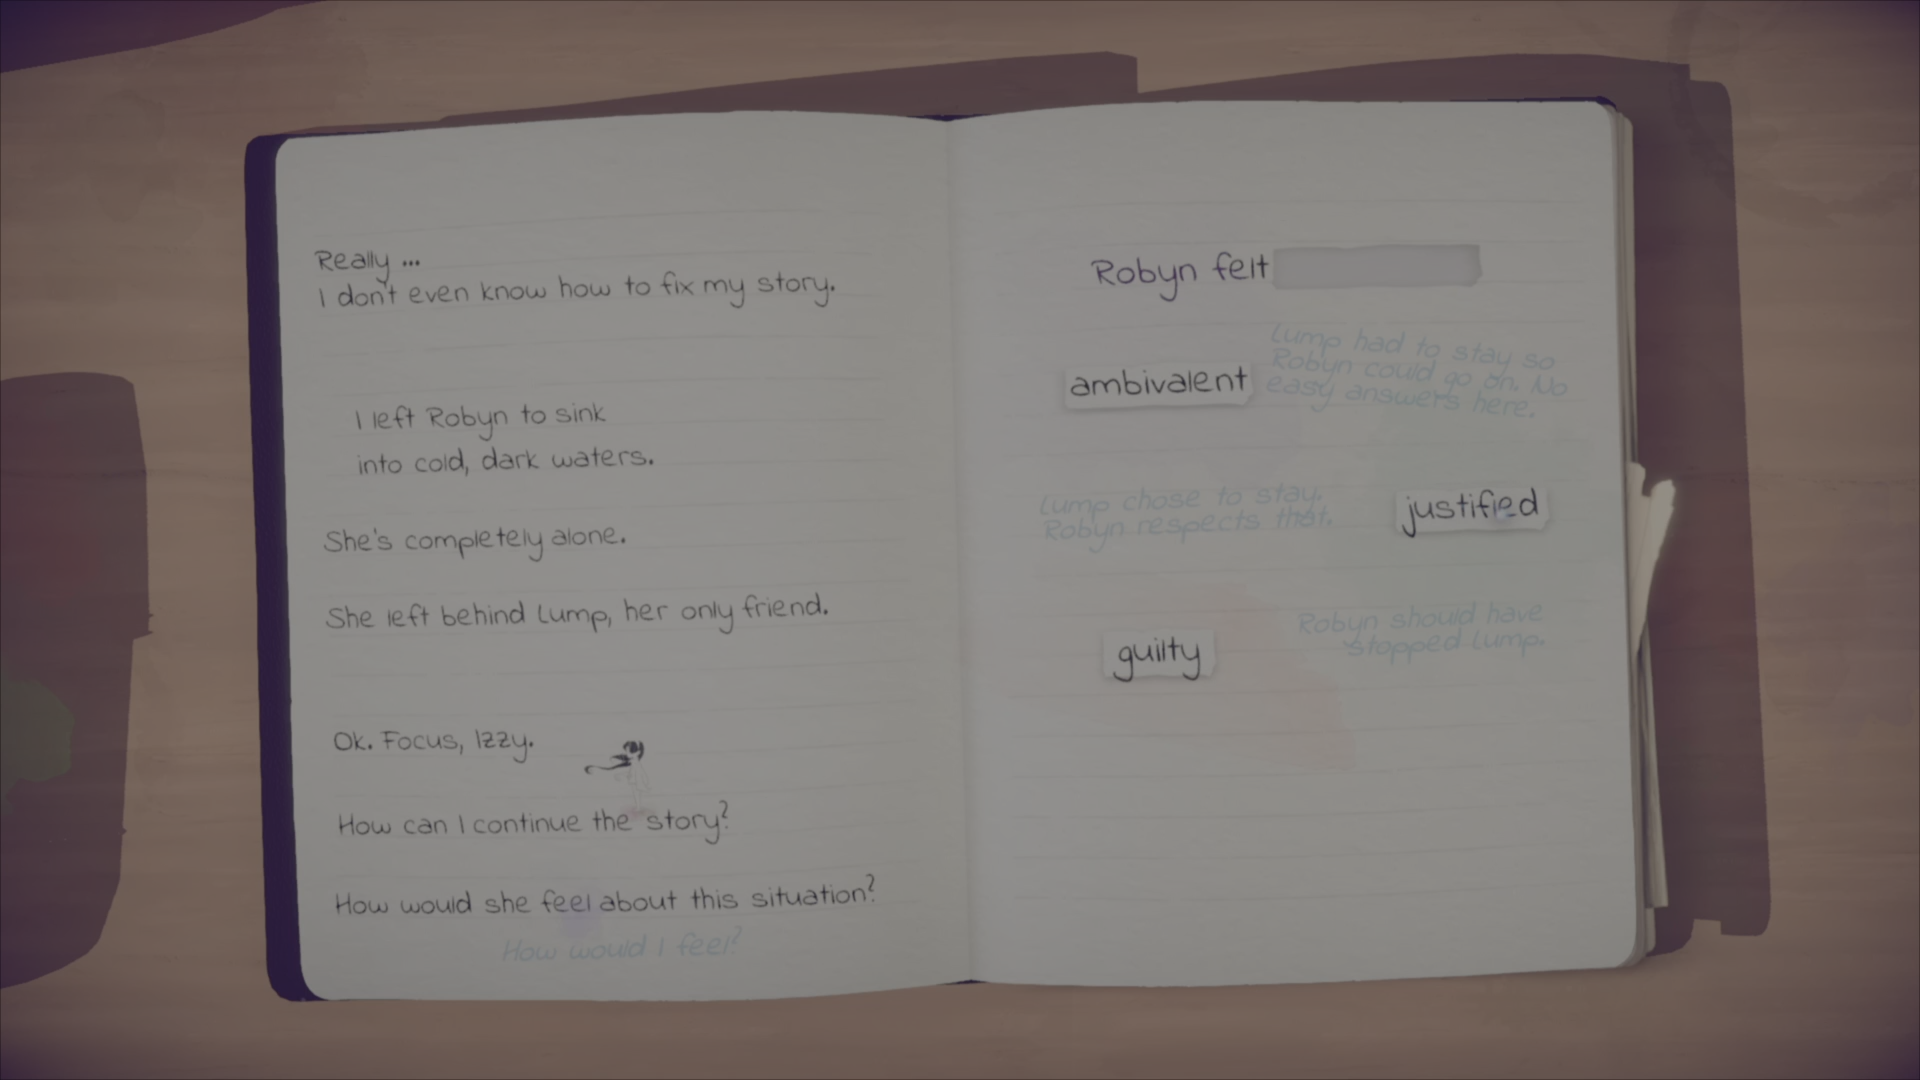 Really ...
I don't even know how to fix my story.
I left Robyn to sink
into cold, dark waters.
She's completely alone.
She left behind Lump, her only friend.
Ok. Focus, Izzy.
How can I continue the story?
How would she feel about this situation?
How would I feel?
Robyn felt
ambivalent
Lump had to stay so
Robyn could go on. No
easy answers here.
Lump chose to stay.
Robyn respects that.
justified
guilty
Robyn should have
stopped Lump.